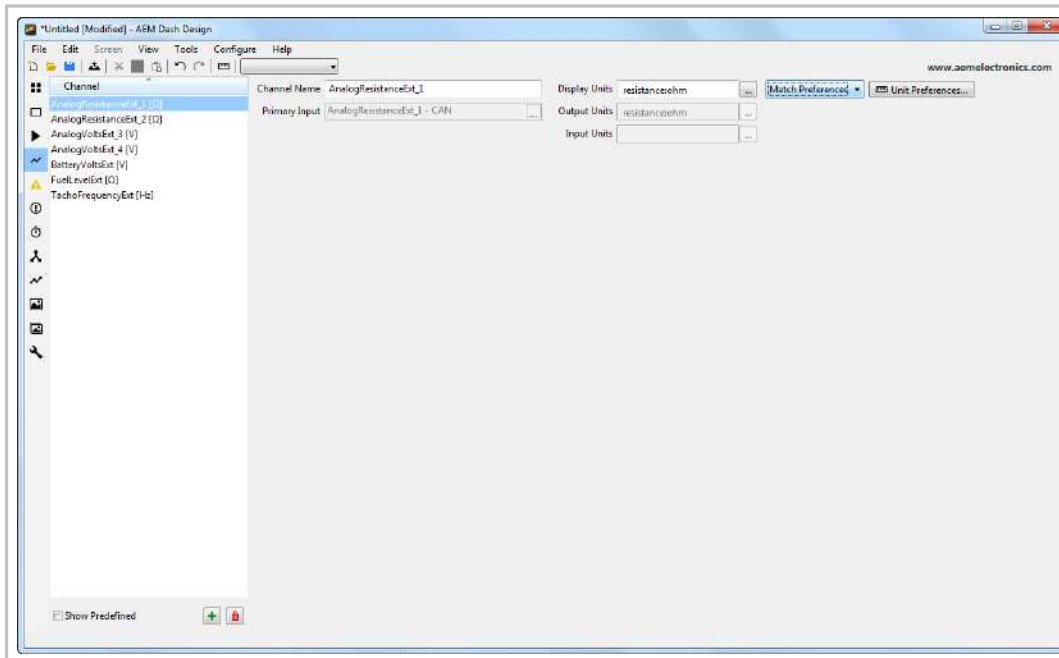 *Untitled [Modified] - AEM Dash Design
File Edit Screen View Tools Configure Help
www.aemelectronics.com
Channel
AnalogResistanceExt_1 [Ω]
AnalogResistanceExt_2 [Ω]
AnalogVoltsExt_3 [V]
AnalogVoltsExt_4 [V]
BatteryVoltsExt [V]
FuelLevelExt [Ω]
TachoFrequencyExt [Hz]
Channel Name AnalogResistanceExt_1 Display Units resistance:ohm ... [Match Preferences] Unit Preferences...
Primary Input AnalogResistanceExt_1 - CAN ... Output Units resistance:ohm ...
Input Units ...
Show Predefined